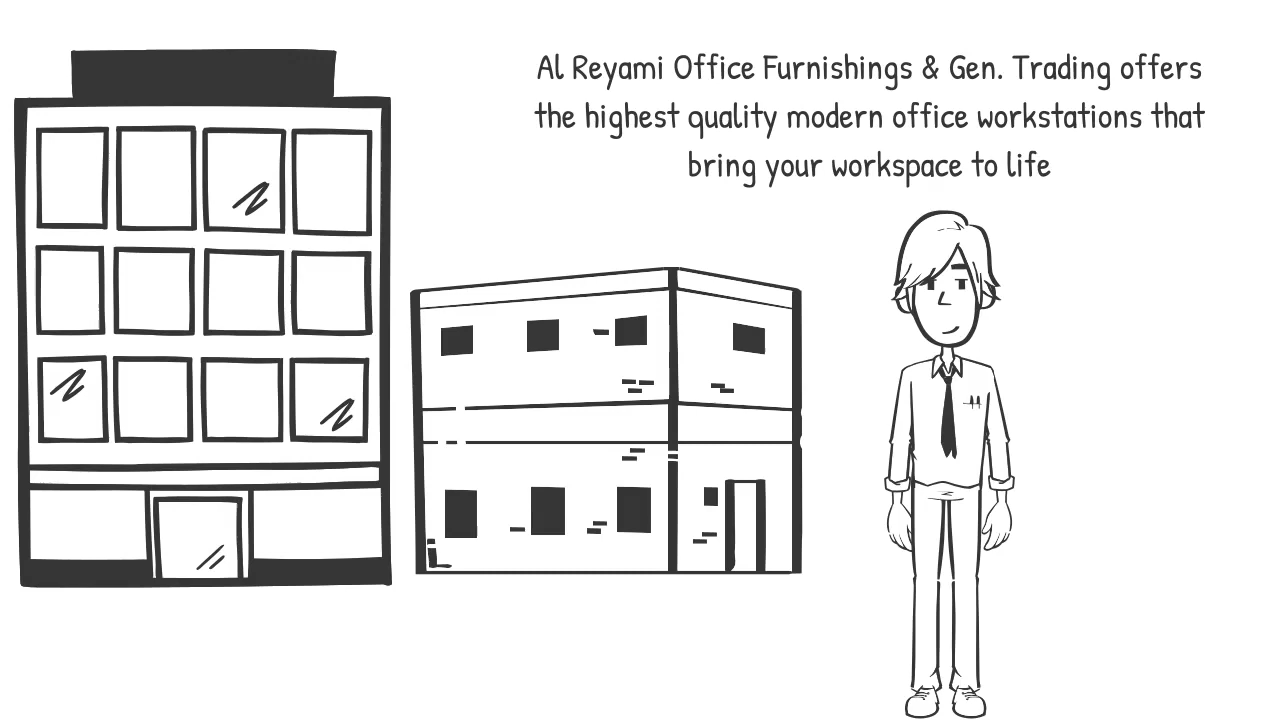 Al Reyami Office Furnishings & Gen. Trading offers
the highest quality modern office workstations that
bring your workspace to life